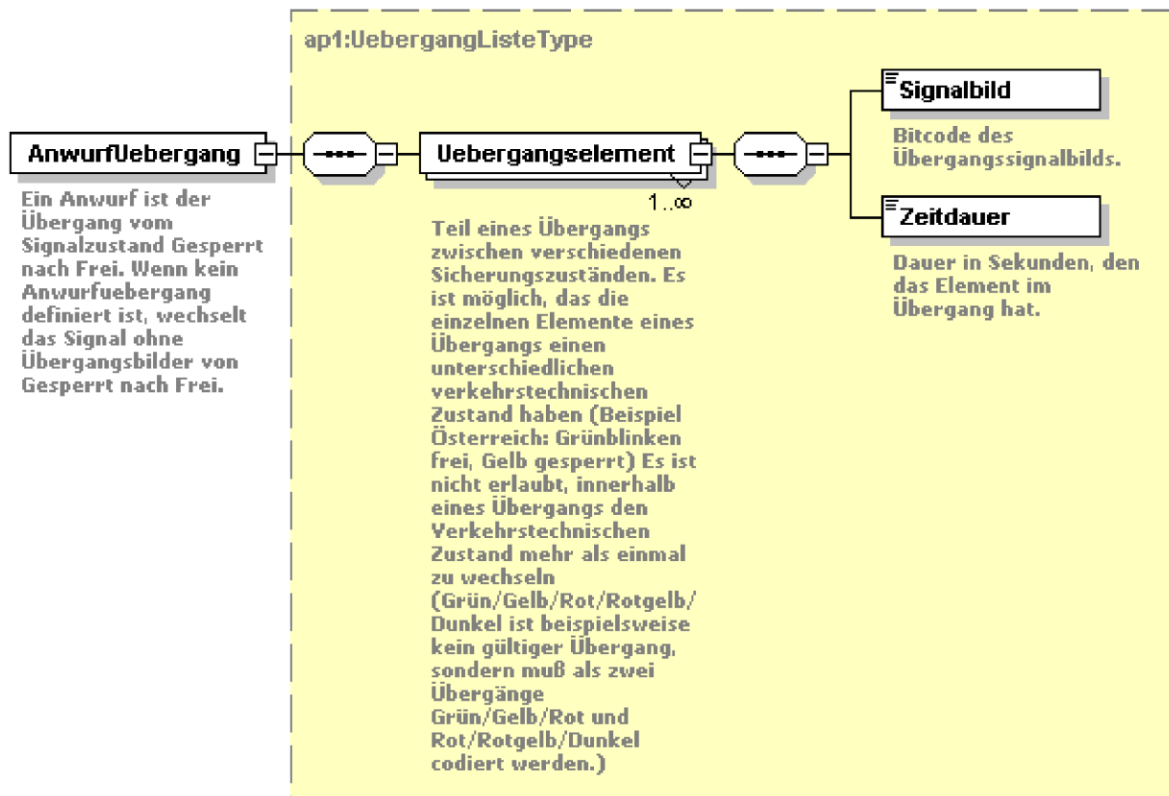 ap1:UebergangListeType
AnwurfUebergang
Ein Anwurf ist der
Übergang vom
Signalzustand Gesperrt
nach Frei. Wenn kein
Anwurfuebergang
definiert ist, wechselt
das Signal ohne
Übergangsbilder von
Gesperrt nach Frei.
Uebergangselement
1..∞
Teil eines Übergangs
zwischen verschiedenen
Sicherungszuständen. Es
ist möglich, das die
einzelnen Elemente eines
Übergangs einen
unterschiedlichen
verkehrstechnischen
Zustand haben (Beispiel
Österreich: Grünblinken
frei, Gelb gesperrt) Es ist
nicht erlaubt, innerhalb
eines Übergangs den
Verkehrstechnischen
Zustand mehr als einmal
zu wechseln
(Grün/Gelb/Rot/Rotgelb/
Dunkel ist beispielsweise
kein gültiger Übergang,
sondern muß als zwei
Übergänge
Grün/Gelb/Rot und
Rot/Rotgelb/Dunkel
codiert werden.)
Signalbild
Bitcode des
Übergangssignalbilds.
Zeitdauer
Dauer in Sekunden, den
das Element im
Übergang hat.